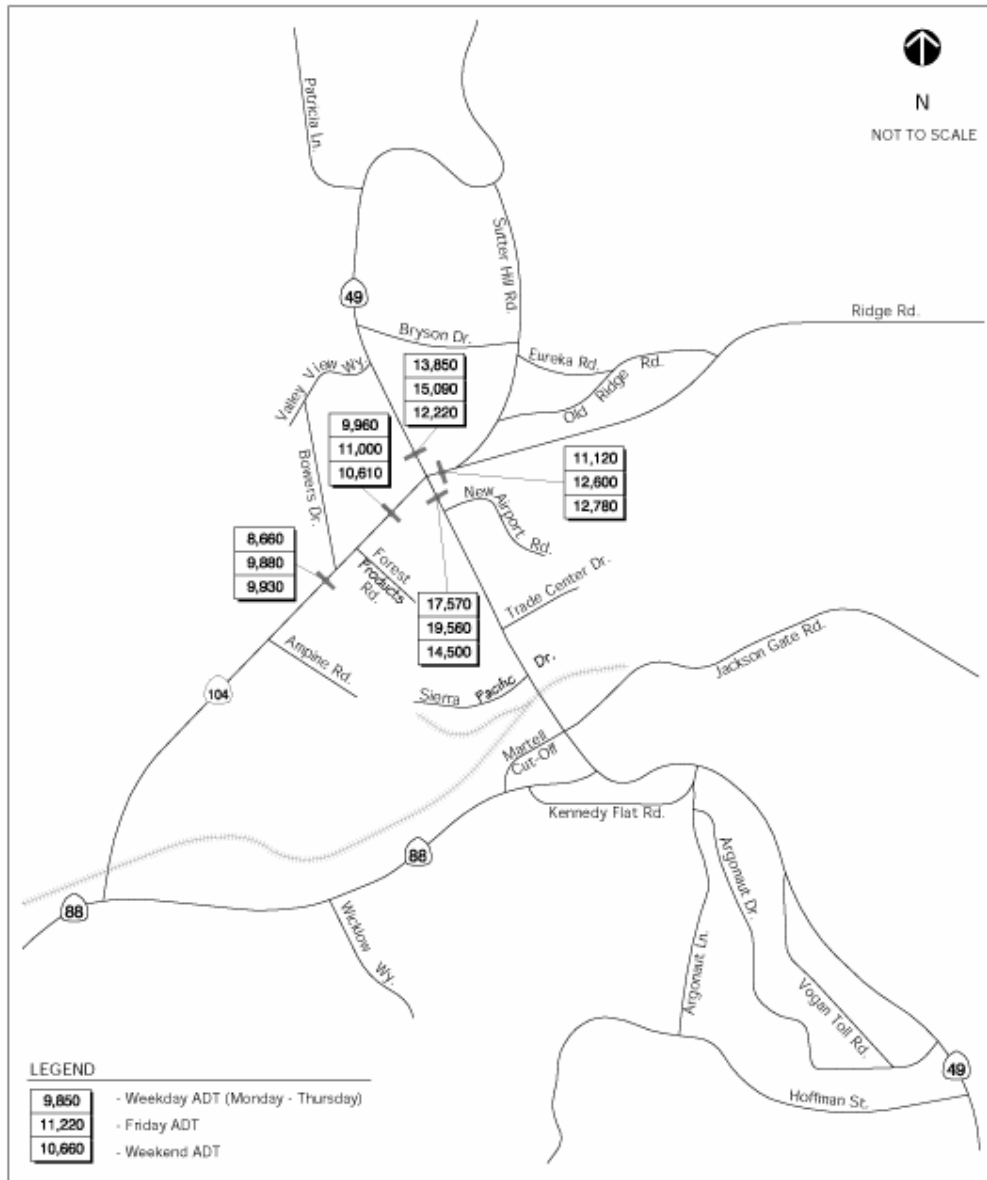 N
NOT TO SCALE
Patricia Ln.
Sutter Hill Rd.
49
Ridge Rd.
Bryson Dr.
Eureka Rd.
Old Ridge Rd.
Valley View Wy.
13,850
15,090
12,220
9,960
11,000
10,610
11,120
12,600
12,780
Bowers Dr.
New Airport Rd.
8,660
9,880
9,930
Forest
Products
Rd.
17,570
19,560
14,500
Trade Center Dr.
Ampine Rd.
Jackson Gate Rd.
104
Sierra Pacific Dr.
Martell
Cut-Off
Kennedy Flat Rd.
88
Argonaut Dr.
88
Wicklow Wy.
Argonaut Ln.
Vogan Toll Rd.
49
Hoffman St.
LEGEND
9,850 - Weekday ADT (Monday - Thursday)
11,220 - Friday ADT
10,660 - Weekend ADT